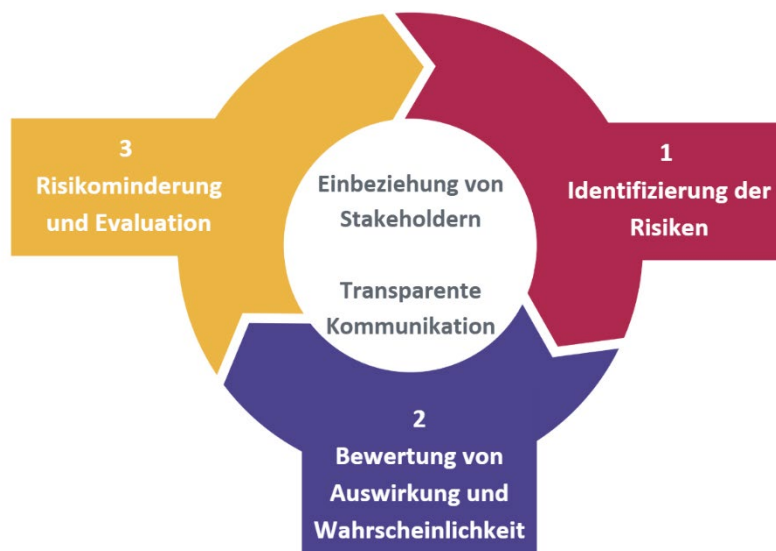 1
Identifizierung der
Risiken
2
Bewertung von
Auswirkung und
Wahrscheinlichkeit
3
Risikominderung
und Evaluation
Einbeziehung von
Stakeholdern
Transparente
Kommunikation